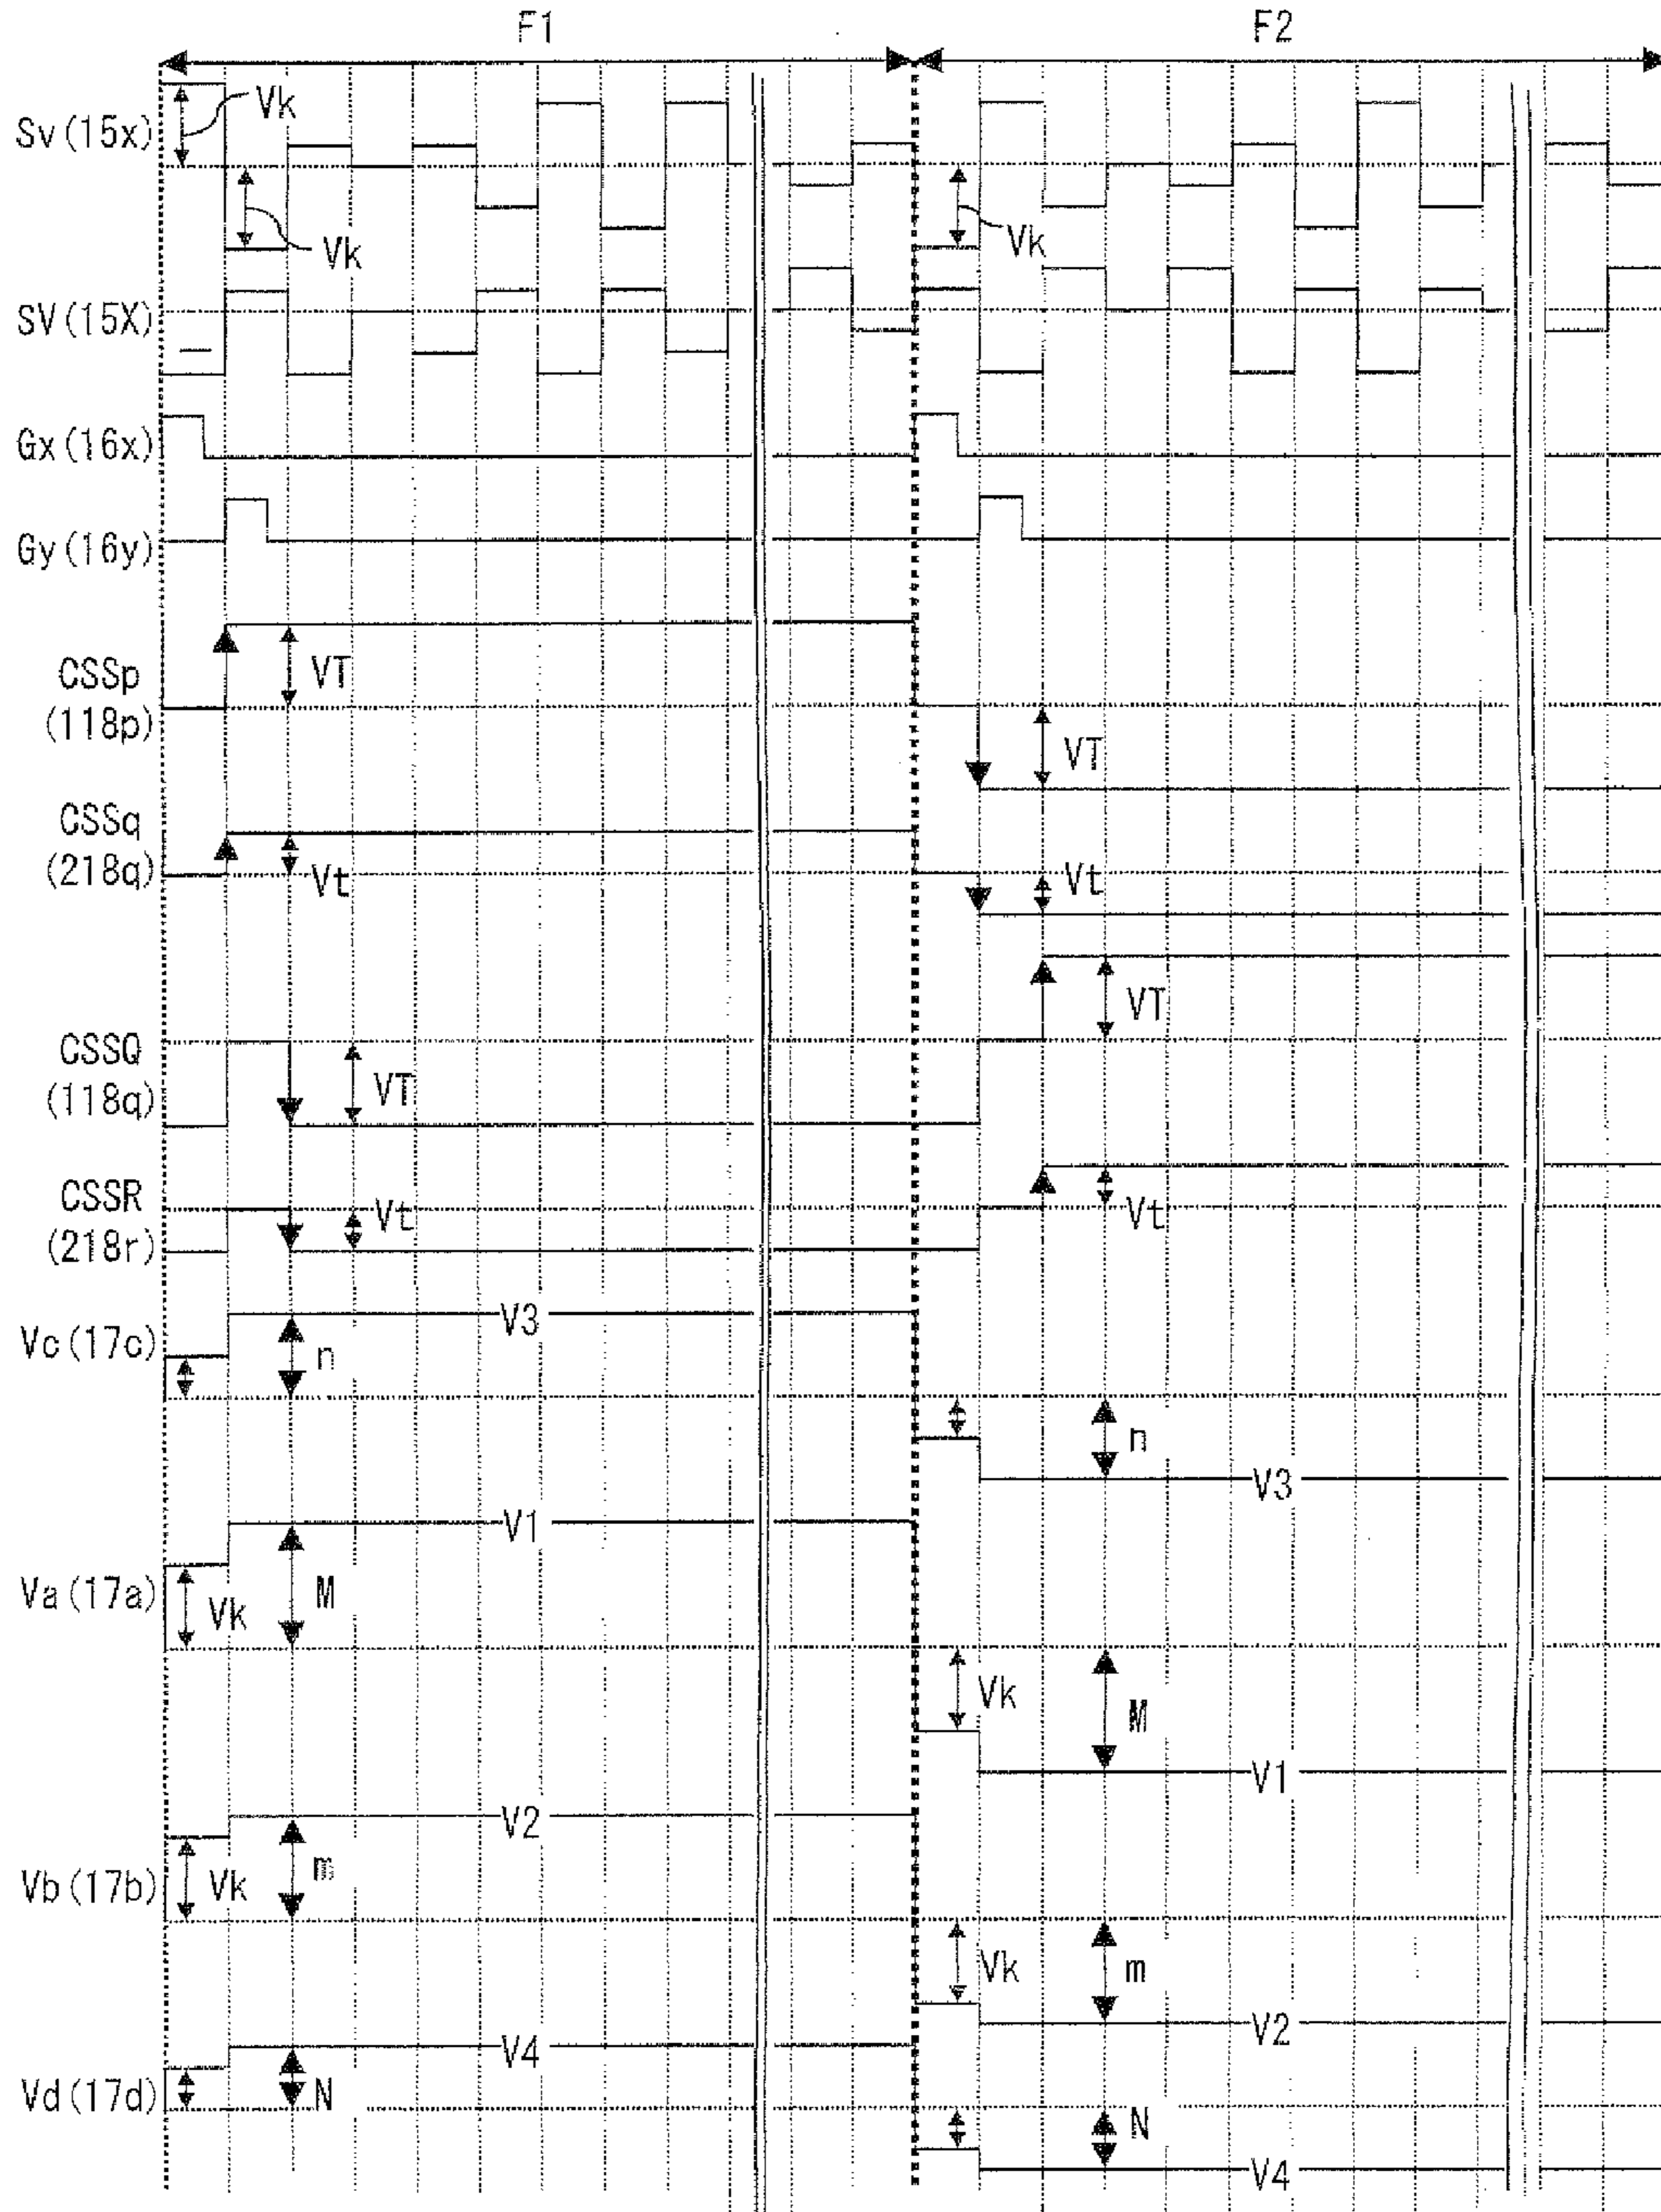 F1 F2
Sv(15x) Vk Vk Vk
SV(15X)
Gx(16x)
Gy(16y)
CSSp
(118p) VT VT
CSSq
(218q) Vt Vt
CSSQ
(118q) VT VT
CSSR
(218r) Vt Vt
Vc(17c) V3 n n V3
Va(17a) V1 Vk M Vk M V1
Vb(17b) V2 Vk m Vk m V2
Vd(17d) V4 N N V4